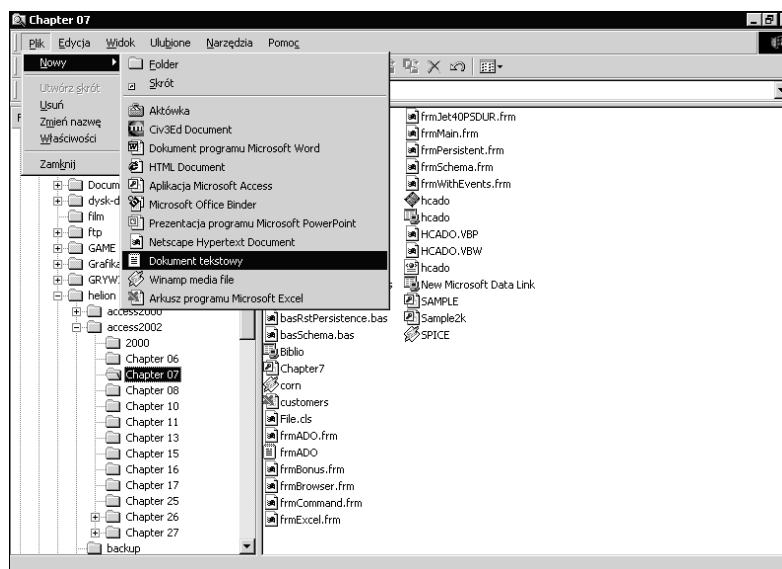 Chapter 07
Plik Edycja Widok Ulubione Narzędzia Pomoc
Nowy
Utwórz skrót
Usuń
Zmień nazwę
Właściwości
Zamknij
Folder
Skrót
Aktówka
Civ3Ed Document
Dokument programu Microsoft Word
HTML Document
Aplikacja Microsoft Access
Microsoft Office Binder
Prezentacja programu Microsoft PowerPoint
Netscape Hypertext Document
Dokument tekstowy
Winamp media file
Arkusz programu Microsoft Excel
F
Docum
dysk-d
film
ftp
GAME
Grafika
GRYW
helion
access2000
access2002
2000
Chapter 06
Chapter 07
Chapter 08
Chapter 10
Chapter 11
Chapter 13
Chapter 15
Chapter 16
Chapter 17
Chapter 25
Chapter 26
Chapter 27
backup
basRstPersistence.bas
basSchema.bas
Biblio
Chapter7
corn
customers
File.cls
frmADO.frm
frmADO
frmBonus.frm
frmBrowser.frm
frmCommand.frm
frmExcel.frm
frmJet40PSDUR.frm
frmMain.frm
frmPersistent.frm
frmSchema.frm
frmWithEvents.frm
hcado
hcado
HCADO.VBP
HCADO.VBW
hcado
New Microsoft Data Link
SAMPLE
Sample2k
SPICE